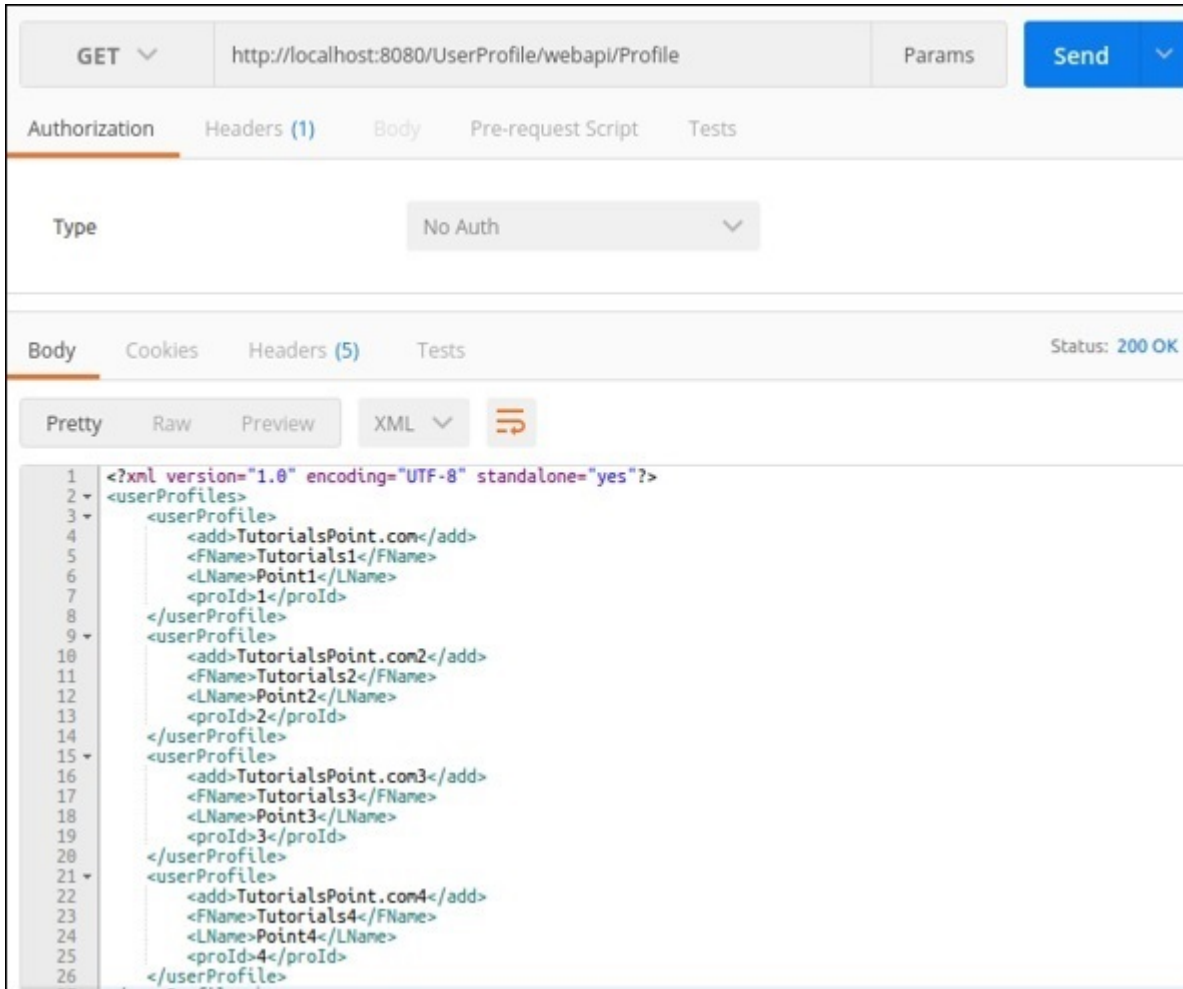 GET http://localhost:8080/UserProfile/webapi/Profile Params Send
Authorization Headers (1) Body Pre-request Script Tests
Type No Auth
Body Cookies Headers (5) Tests Status: 200 OK
Pretty Raw Preview XML
1 <?xml version="1.0" encoding="UTF-8" standalone="yes"?>
2 <userProfiles>
3 <userProfile>
4 <add>TutorialsPoint.com</add>
5 <FName>Tutorials1</FName>
6 <LName>Point1</LName>
7 <proId>1</proId>
8 </userProfile>
9 <userProfile>
10 <add>TutorialsPoint.com2</add>
11 <FName>Tutorials2</FName>
12 <LName>Point2</LName>
13 <proId>2</proId>
14 </userProfile>
15 <userProfile>
16 <add>TutorialsPoint.com3</add>
17 <FName>Tutorials3</FName>
18 <LName>Point3</LName>
19 <proId>3</proId>
20 </userProfile>
21 <userProfile>
22 <add>TutorialsPoint.com4</add>
23 <FName>Tutorials4</FName>
24 <LName>Point4</LName>
25 <proId>4</proId>
26 </userProfile>